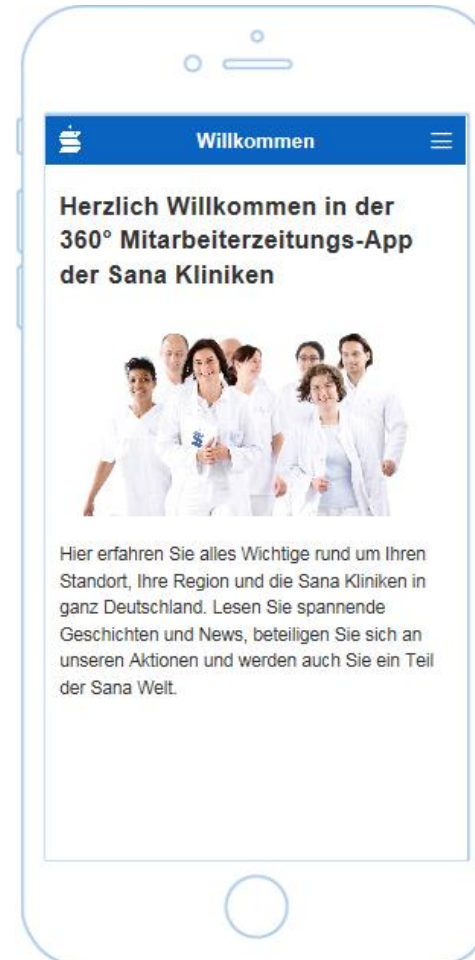 Willkommen
Herzlich Willkommen in der
360° Mitarbeiterzeitungs-App
der Sana Kliniken
Hier erfahren Sie alles Wichtige rund um Ihren
Standort, Ihre Region und die Sana Kliniken in
ganz Deutschland. Lesen Sie spannende
Geschichten und News, beteiligen Sie sich an
unseren Aktionen und werden auch Sie ein Teil
der Sana Welt.